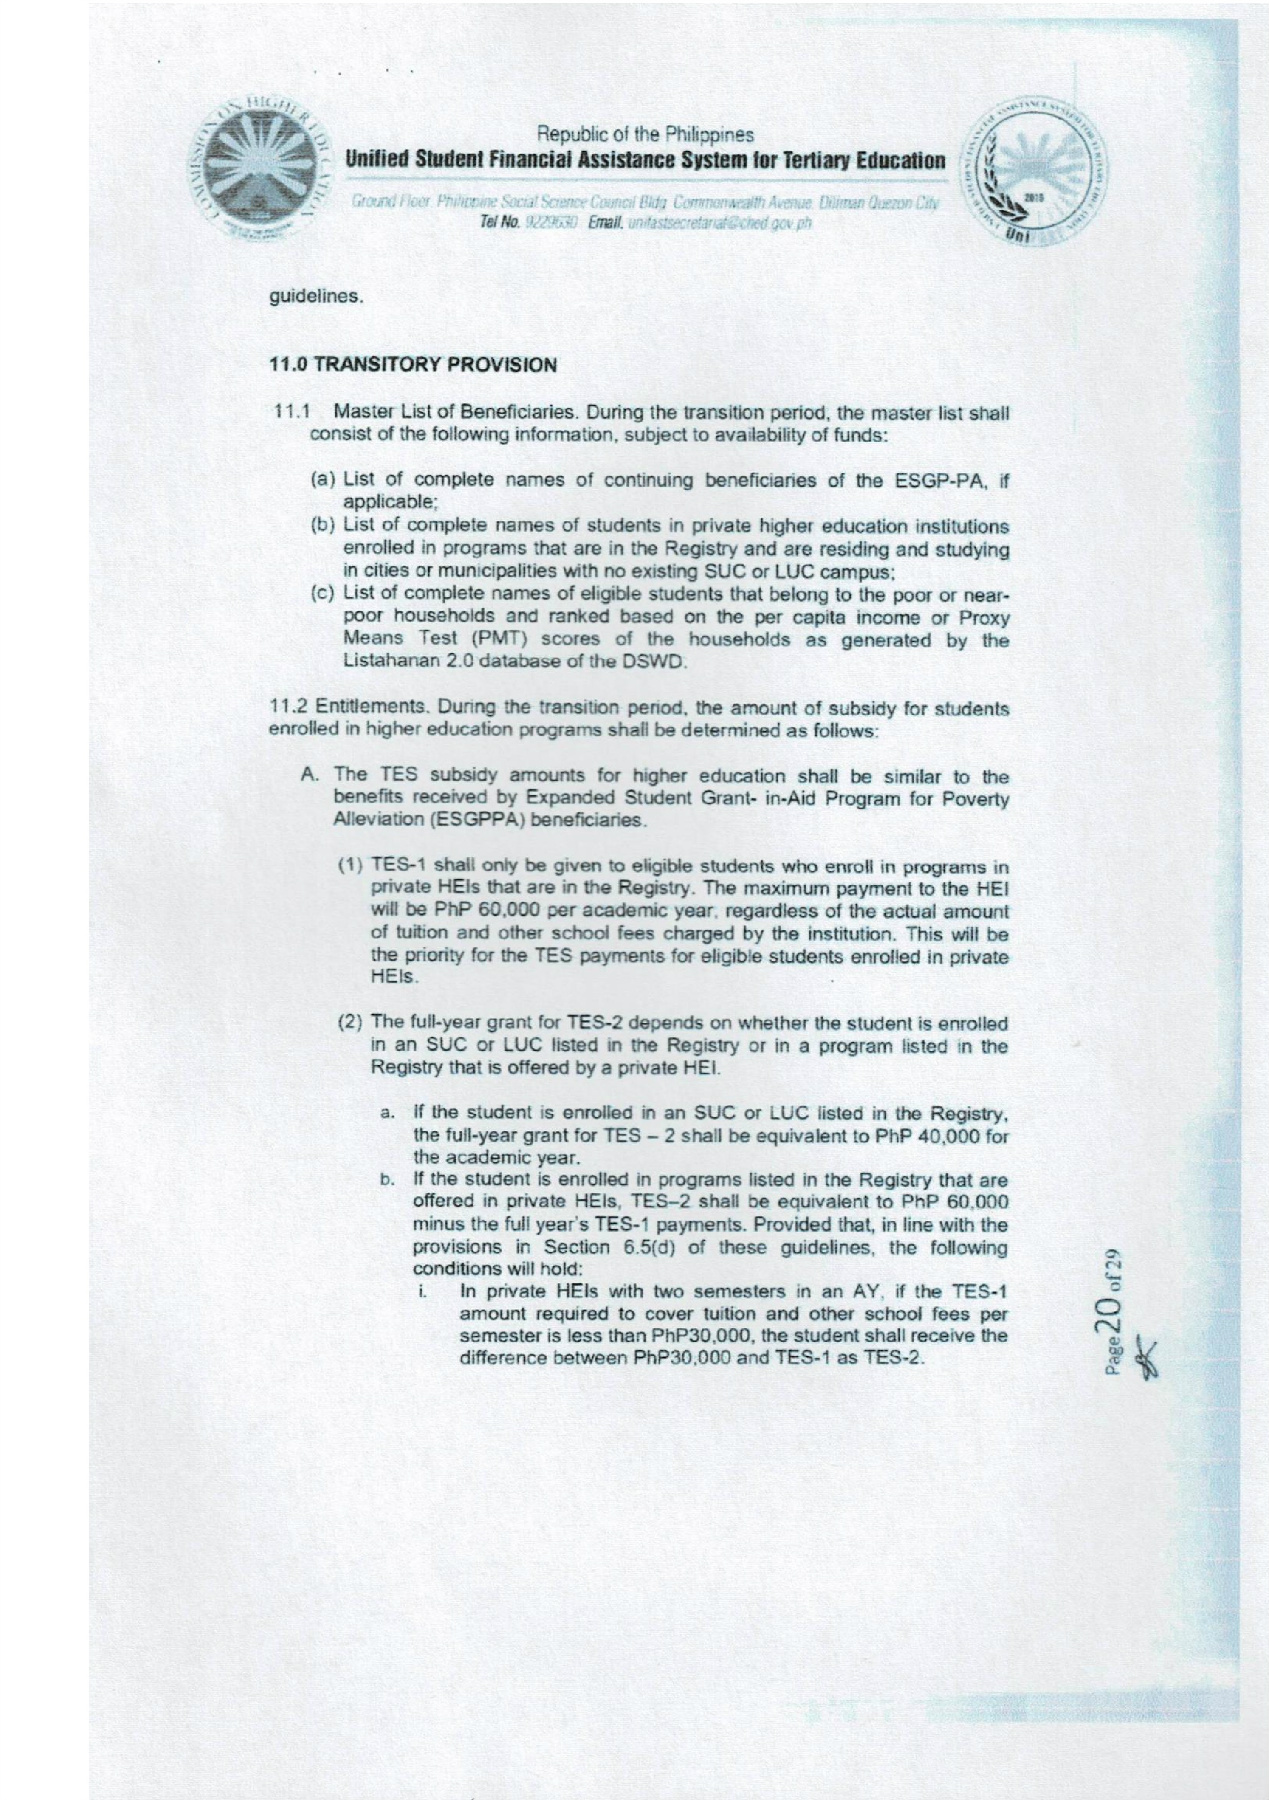 COMMISSION ON HIGHER EDUCATION
Republic of the Philippines
Unified Student Financial Assistance System for Tertiary Education
Ground Floor, Philippine Social Science Council Bldg. Commonwealth Avenue, Diliman Quezon City
Tel No. 9229630 Email. unifastsecretariat@ched.gov.ph
2015
Uni
guidelines.
11.0 TRANSITORY PROVISION
11.1 Master List of Beneficiaries. During the transition period, the master list shall
consist of the following information, subject to availability of funds:
(a) List of complete names of continuing beneficiaries of the ESGP-PA, if
applicable;
(b) List of complete names of students in private higher education institutions
enrolled in programs that are in the Registry and are residing and studying
in cities or municipalities with no existing SUC or LUC campus;
(c) List of complete names of eligible students that belong to the poor or near-
poor households and ranked based on the per capita income or Proxy
Means Test (PMT) scores of the households as generated by the
Listahanan 2.0 database of the DSWD.
11.2 Entitlements. During the transition period, the amount of subsidy for students
enrolled in higher education programs shall be determined as follows:
A. The TES subsidy amounts for higher education shall be similar to the
benefits received by Expanded Student Grant- in-Aid Program for Poverty
Alleviation (ESGPPA) beneficiaries.
(1) TES-1 shall only be given to eligible students who enroll in programs in
private HEIs that are in the Registry. The maximum payment to the HEI
will be PhP 60,000 per academic year, regardless of the actual amount
of tuition and other school fees charged by the institution. This will be
the priority for the TES payments for eligible students enrolled in private
HEIs.
(2) The full-year grant for TES-2 depends on whether the student is enrolled
in an SUC or LUC listed in the Registry or in a program listed in the
Registry that is offered by a private HEI.
a. If the student is enrolled in an SUC or LUC listed in the Registry,
the full-year grant for TES – 2 shall be equivalent to PhP 40,000 for
the academic year.
b. If the student is enrolled in programs listed in the Registry that are
offered in private HEIs, TES–2 shall be equivalent to PhP 60,000
minus the full year's TES-1 payments. Provided that, in line with the
provisions in Section 6.5(d) of these guidelines, the following
conditions will hold:
i. In private HEIs with two semesters in an AY, if the TES-1
amount required to cover tuition and other school fees per
semester is less than PhP30,000, the student shall receive the
difference between PhP30,000 and TES-1 as TES-2.
Page 20 of 29